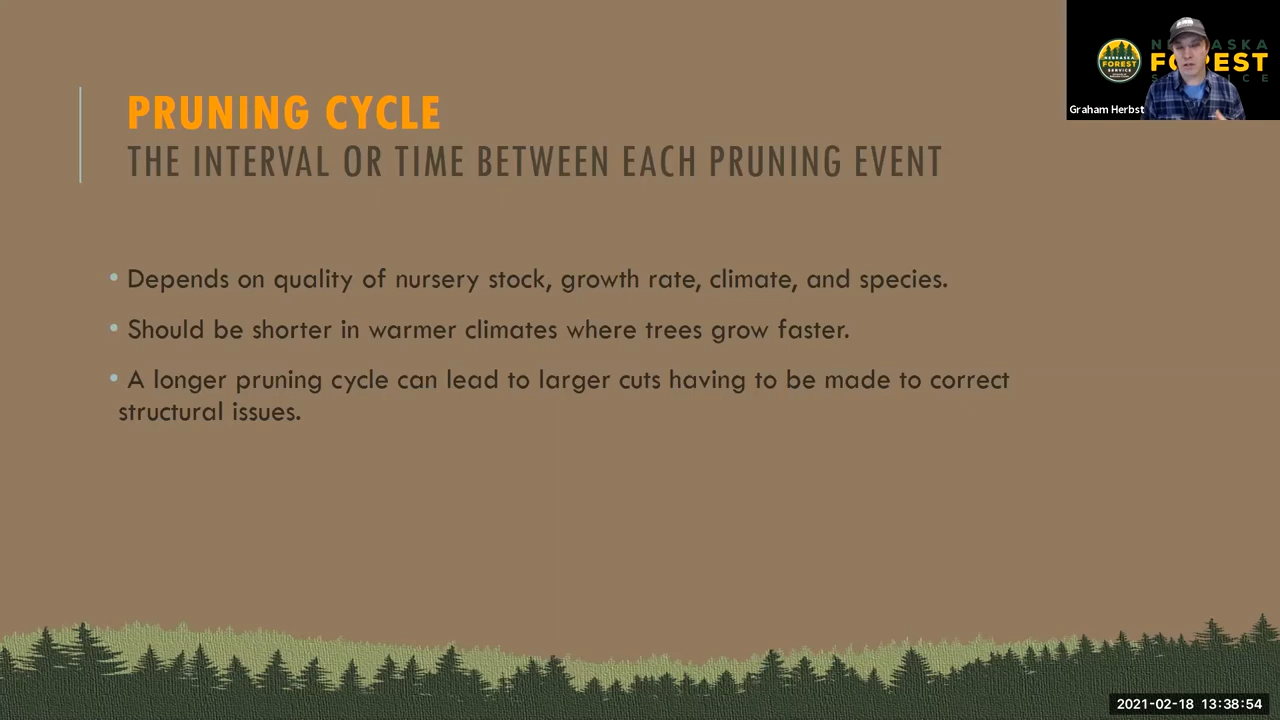 PRUNING CYCLE
THE INTERVAL OR TIME BETWEEN EACH PRUNING EVENT
• Depends on quality of nursery stock, growth rate, climate, and species.
• Should be shorter in warmer climates where trees grow faster.
• A longer pruning cycle can lead to larger cuts having to be made to correct
structural issues.
FOREST
Graham Herbst
2021-02-18 13:38:54